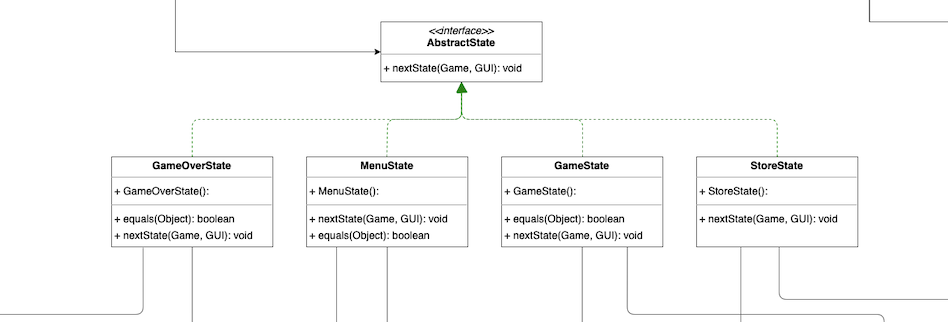 <<interface>>
AbstractState
+ nextState(Game, GUI): void
GameOverState
+ GameOverState():
+ equals(Object): boolean
+ nextState(Game, GUI): void
MenuState
+ MenuState():
+ nextState(Game, GUI): void
+ equals(Object): boolean
GameState
+ GameState():
+ equals(Object): boolean
+ nextState(Game, GUI): void
StoreState
+ StoreState():
+ nextState(Game, GUI): void